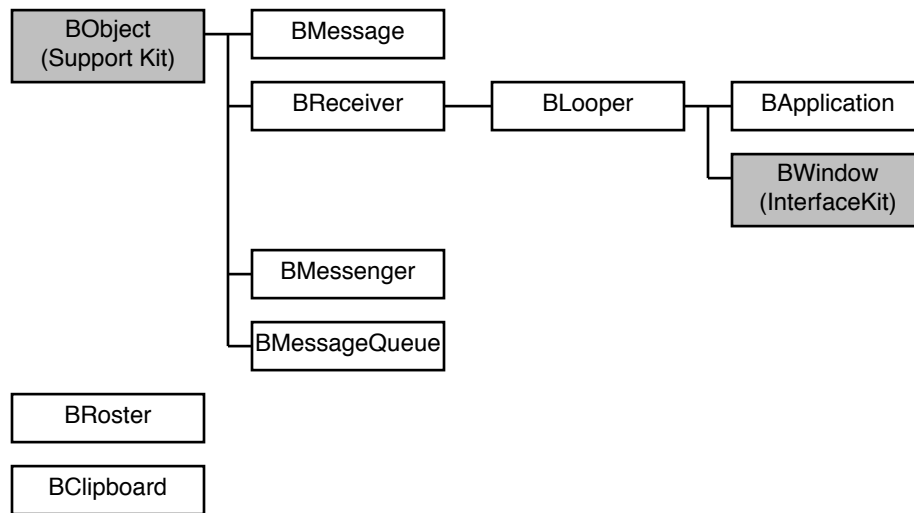 BObject
(Support Kit)
BMessage
BReceiver
BLooper
BApplication
BWindow
(InterfaceKit)
BMessenger
BMessageQueue
BRoster
BClipboard